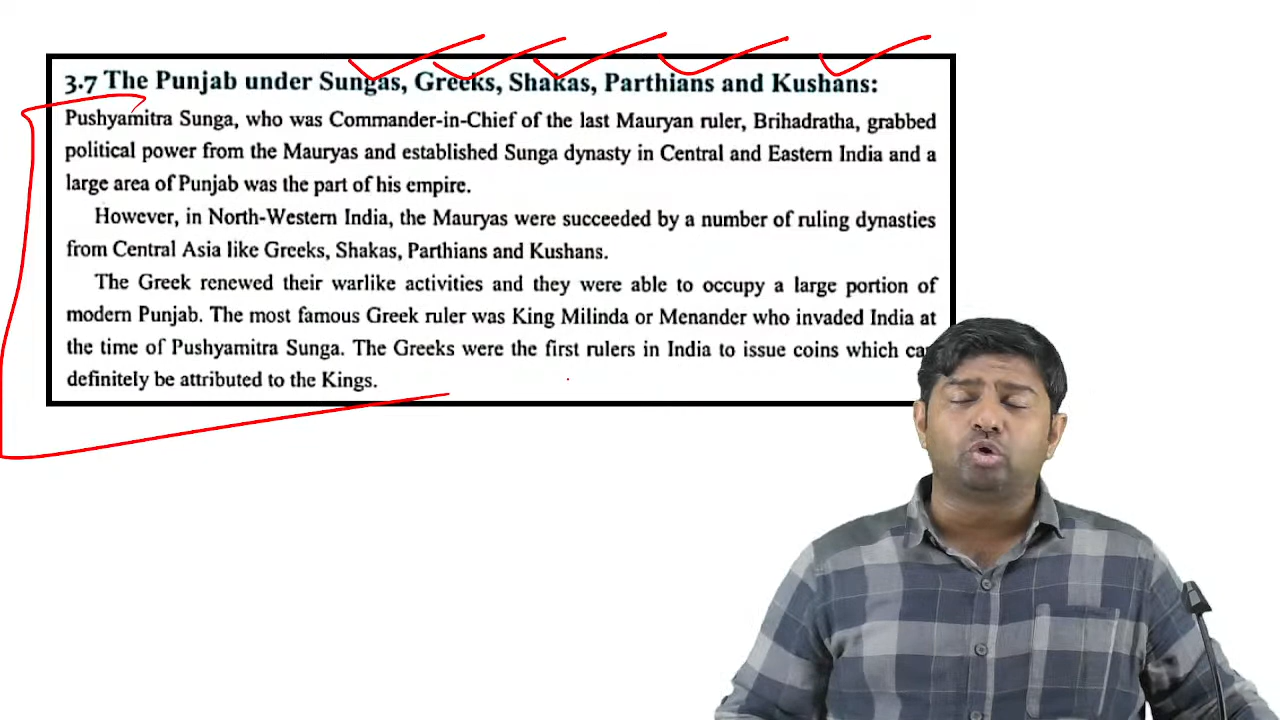 3.7 The Punjab under Sungas, Greeks, Shakas, Parthians and Kushans:
Pushyamitra Sunga, who was Commander-in-Chief of the last Mauryan ruler, Brihadratha, grabbed
political power from the Mauryas and established Sunga dynasty in Central and Eastern India and a
large area of Punjab was the part of his empire.
However, in North-Western India, the Mauryas were succeeded by a number of ruling dynasties
from Central Asia like Greeks, Shakas, Parthians and Kushans.
The Greek renewed their warlike activities and they were able to occupy a large portion of
modern Punjab. The most famous Greek ruler was King Milinda or Menander who invaded India at
the time of Pushyamitra Sunga. The Greeks were the first rulers in India to issue coins which
definitely be attributed to the Kings.